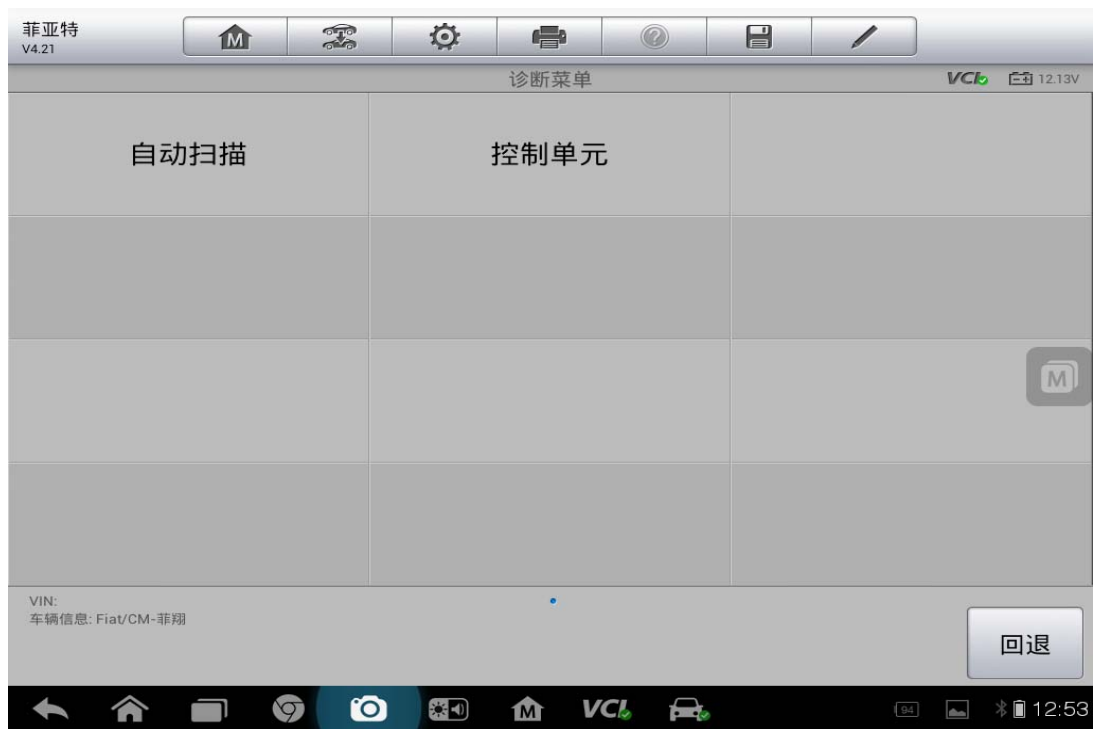 菲亚特
V4.21
M
诊断菜单
VCI
12.13V
自动扫描
控制单元
M
VIN:
车辆信息: Fiat/CM-菲翔
回退
M
VCI
94
12:53